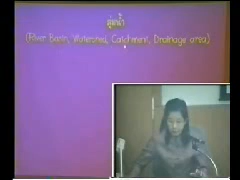 ลุ่มน้ำ
(River Basin, Watershed, Catchment, Drainage area)